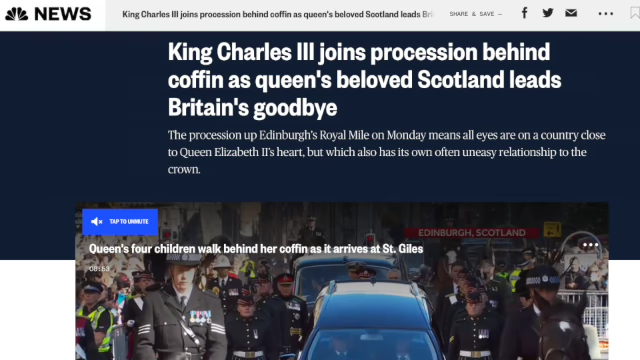 NEWS
King Charles III joins procession behind coffin as queen's beloved Scotland leads Bri
SHARE & SAVE —
King Charles III joins procession behind
coffin as queen's beloved Scotland leads
Britain's goodbye
The procession up Edinburgh's Royal Mile on Monday means all eyes are on a country close
to Queen Elizabeth II's heart, but which also has its own often uneasy relationship to the
crown.
TAP TO UNMUTE
EDINBURGH, SCOTLAND
Queen's four children walk behind her coffin as it arrives at St. Giles